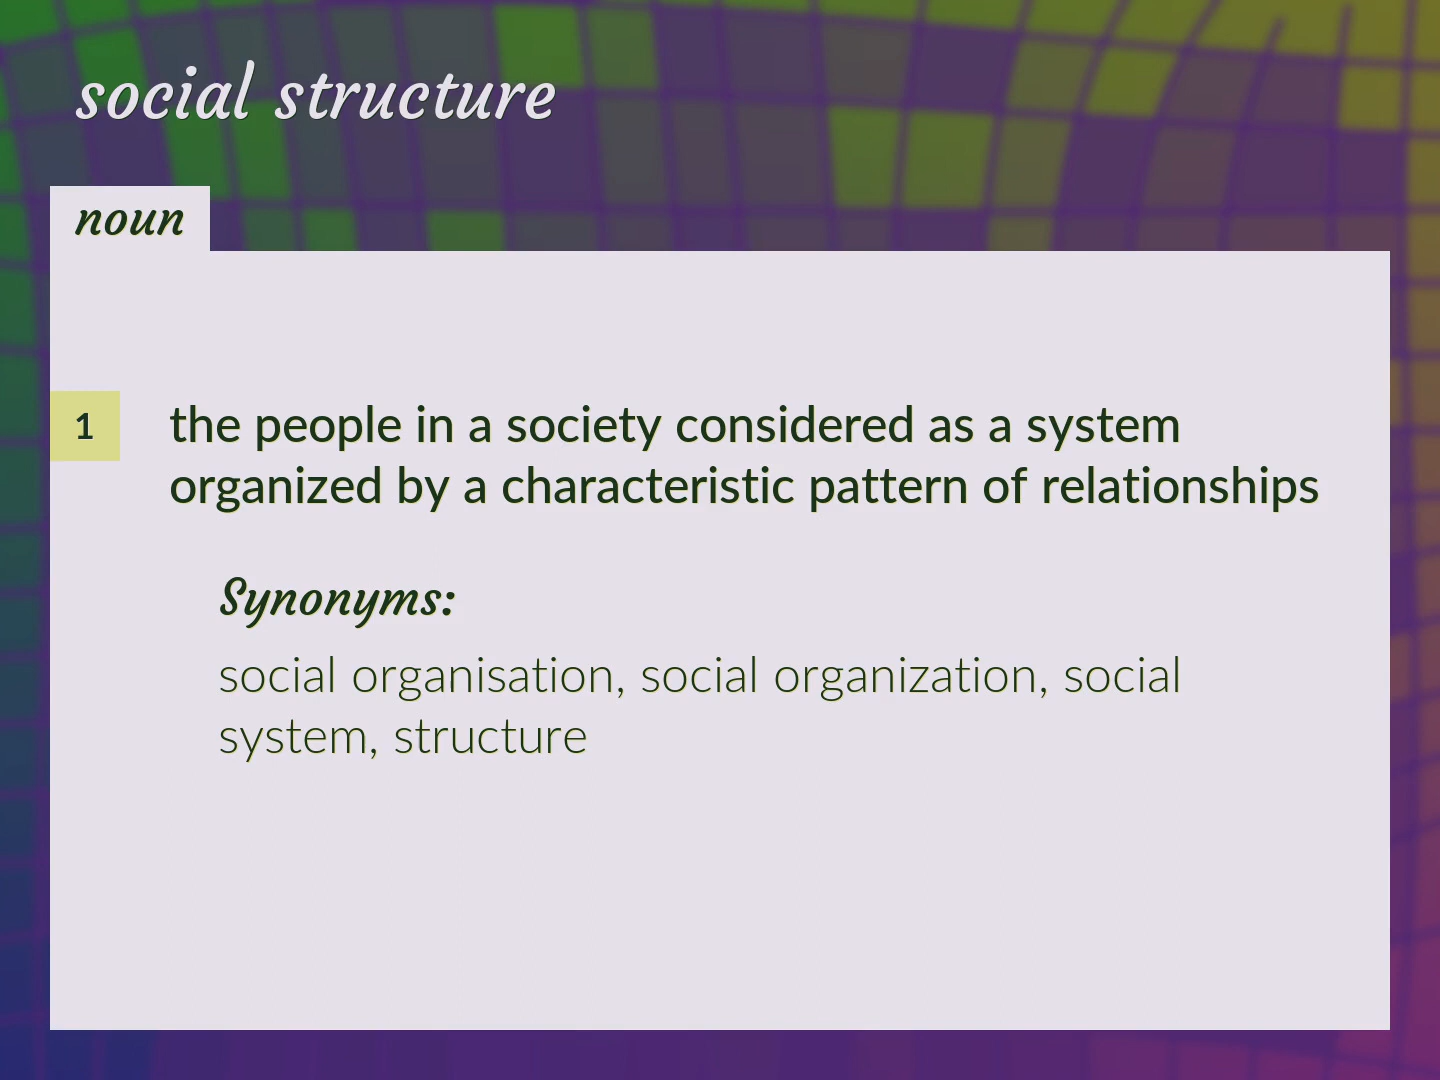 social structure
noun
1
the people in a society considered as a system
organized by a characteristic pattern of relationships
Synonyms:
social organisation, social organization, social
system, structure